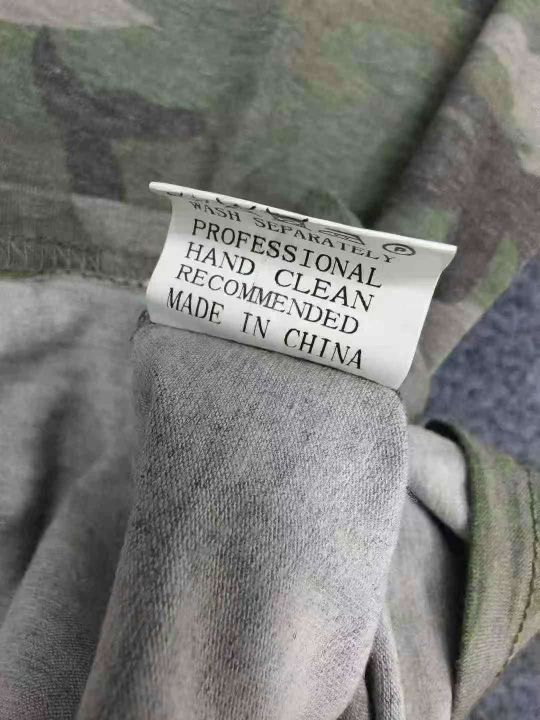 WASH SEPARATELY
P
PROFESSIONAL
HAND CLEAN
RECOMMENDED
MADE IN CHINA